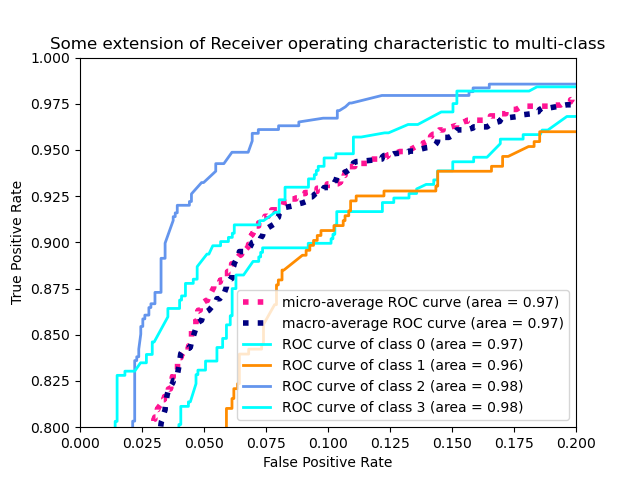 Some extension of Receiver operating characteristic to multi-class
True Positive Rate
1.000
0.975
0.950
0.925
0.900
0.875
0.850
0.825
0.800
micro-average ROC curve (area = 0.97)
macro-average ROC curve (area = 0.97)
ROC curve of class 0 (area = 0.97)
ROC curve of class 1 (area = 0.96)
ROC curve of class 2 (area = 0.98)
ROC curve of class 3 (area = 0.98)
0.000 0.025 0.050 0.075 0.100 0.125 0.150 0.175 0.200
False Positive Rate